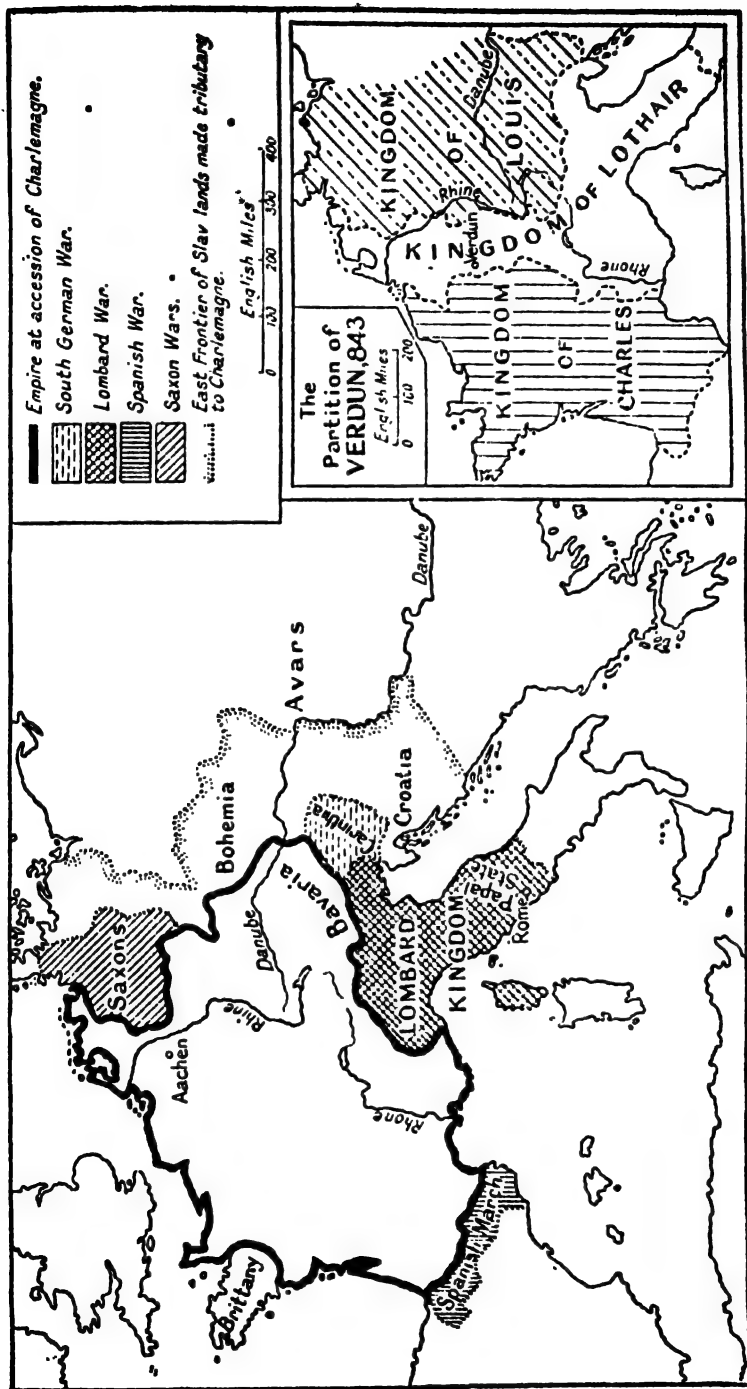 Empire at accession of Charlemagne.
South German War.
Lombard War.
Spanish War.
Saxon Wars.
East Frontier of Slav lands made tributary
to Charlemagne.
English Miles
0 100 200 300 400
The
Partition of
VERDUN, 843
English Miles
0 100 200
KINGDOM
OF
LOUIS
Danube
Rhine
Verdun
KINGDOM OF LOTHAIR
Rhone
KINGDOM
OF
CHARLES
Saxons
Bohemia
Avars
Aachen
Rhine
Danube
Bavaria
Carinthia
Croatia
Danube
Brittany
Rhone
LOMBARD
KINGDOM
Papal
State
Rome
Spanish March